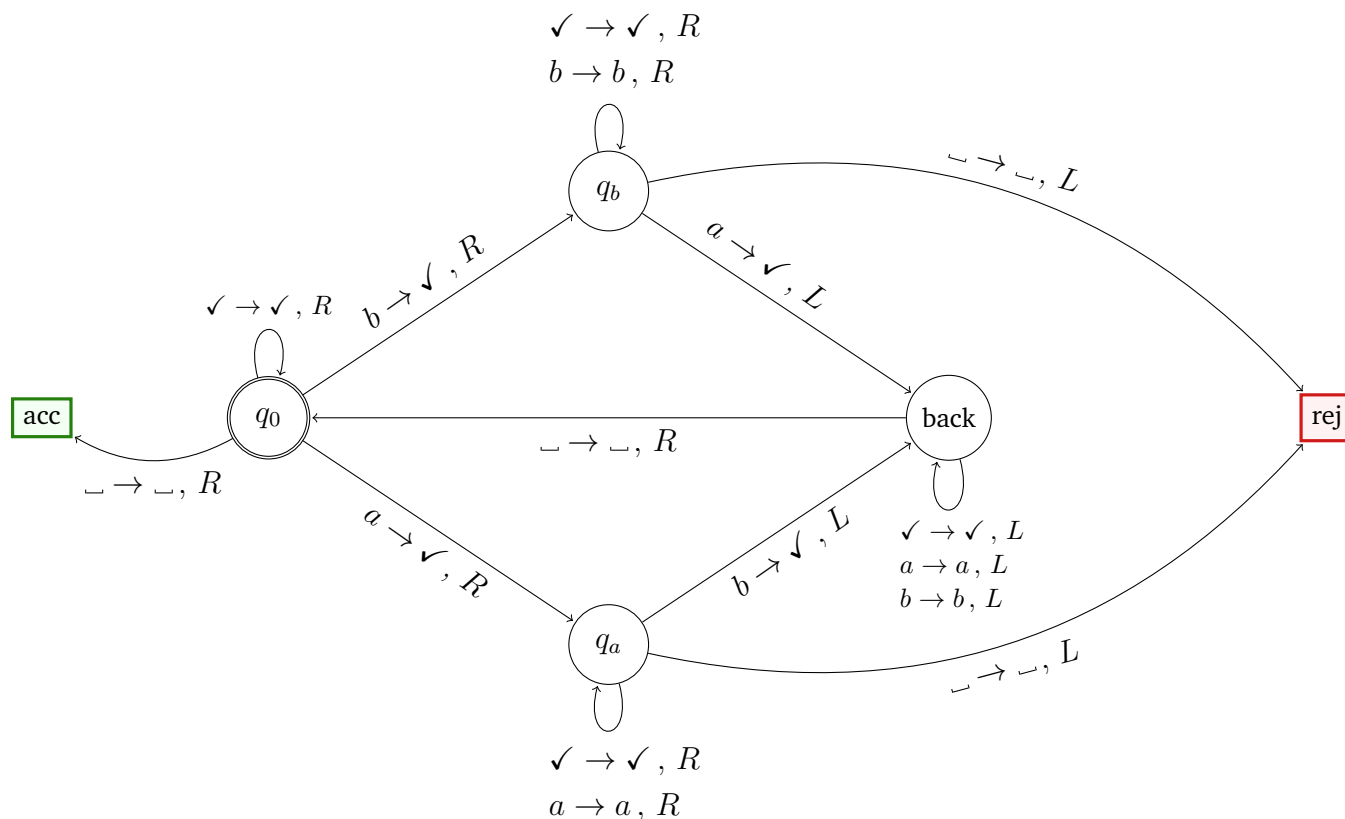 ✓ → ✓ , R
b → b , R
q_b
␣ → ␣, L
b → ✓, R
a → ✓, L
✓ → ✓ , R
acc
q_0
back
rej
␣ → ␣, R
␣ → ␣, R
a → ✓, R
b → ✓, L
✓ → ✓ , L
a → a , L
b → b , L
q_a
␣ → ␣, L
✓ → ✓ , R
a → a , R